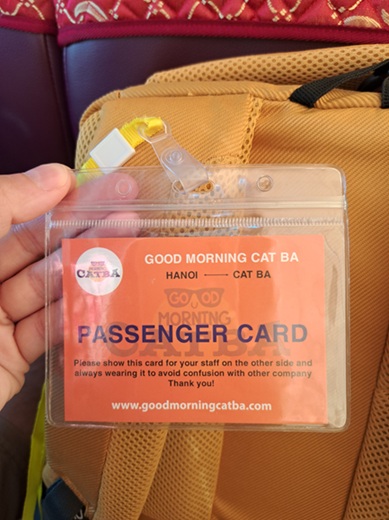 GOOD MORNING CAT BA
HANOI ⟶ CAT BA
CATBA
GOOD
MORNING
CATBA
PASSENGER CARD
Please show this card for your staff on the other side and
always wearing it to avoid confusion with other company
Thank you!
www.goodmorningcatba.com